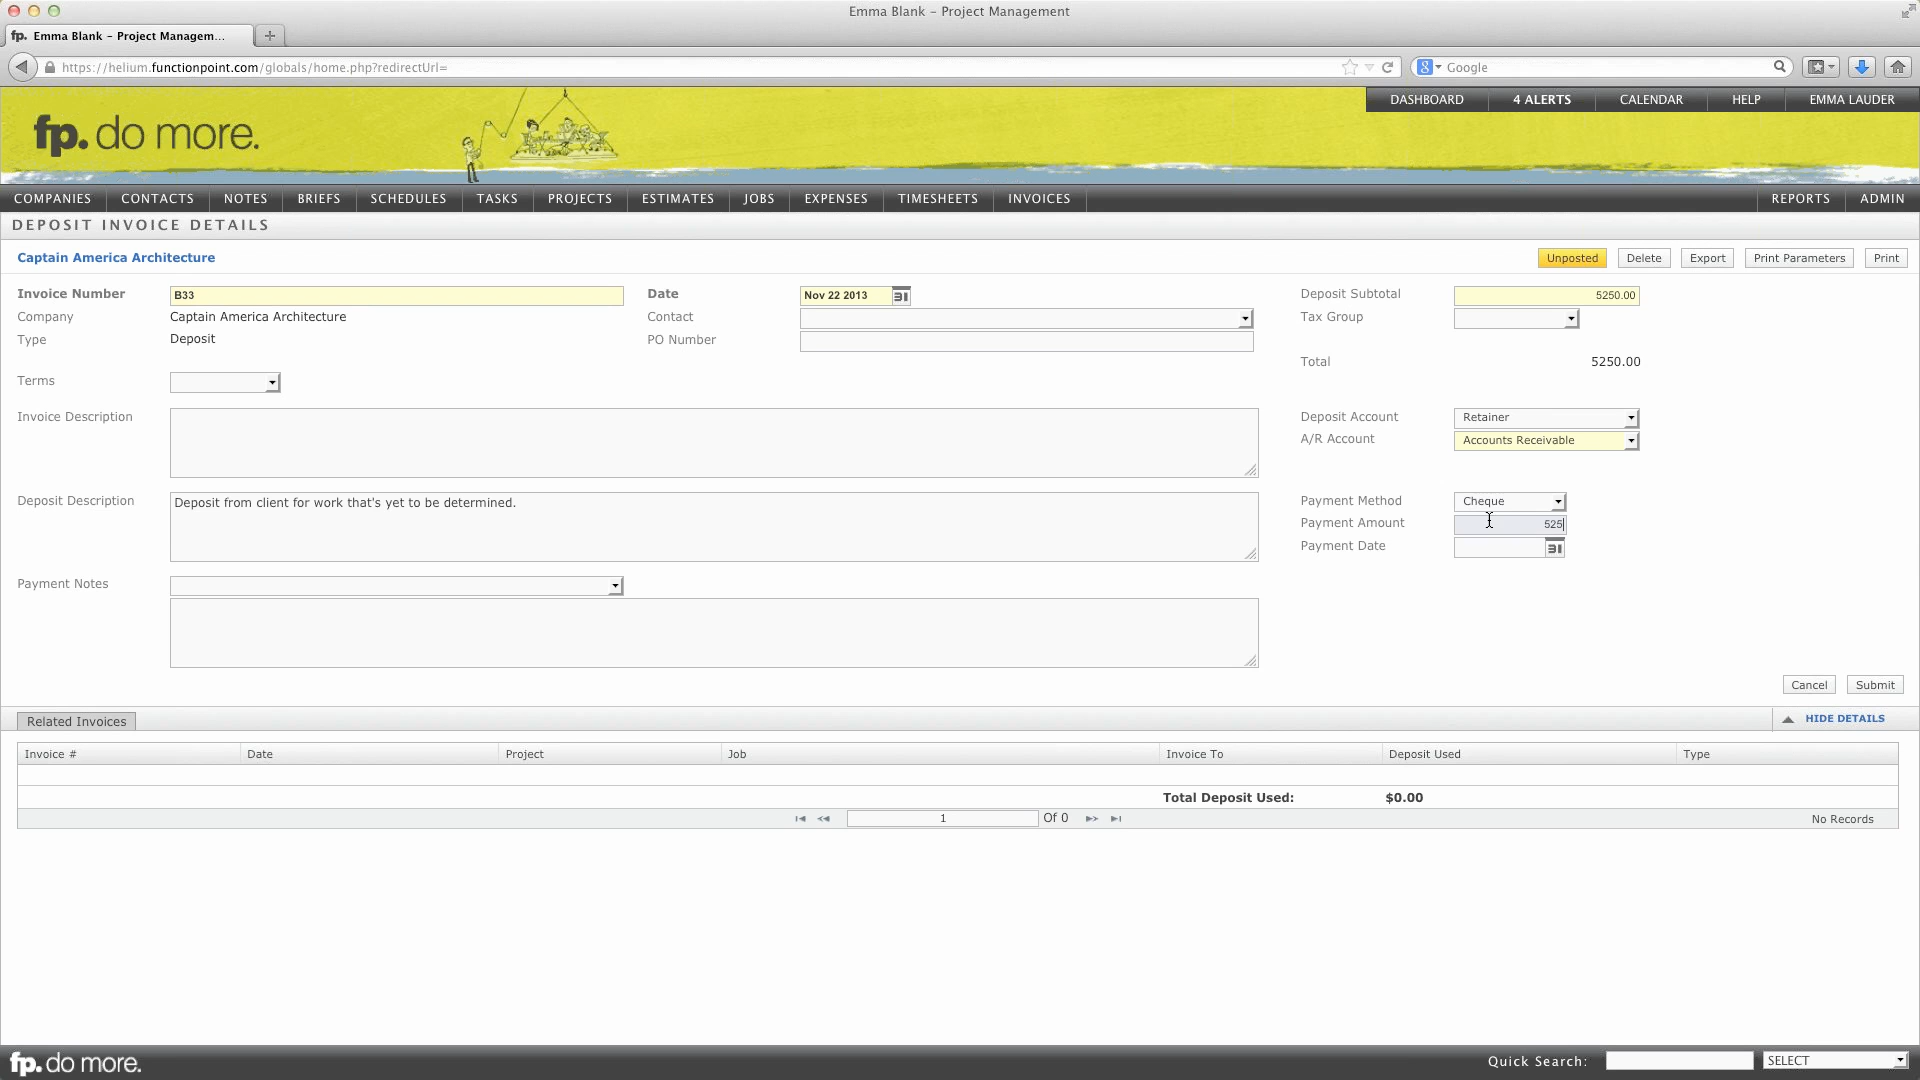 Emma Blank – Project Management
fp. Emma Blank – Project Managem...
https://helium.functionpoint.com/globals/home.php?redirectUrl=
Google
DASHBOARD 4 ALERTS CALENDAR HELP EMMA LAUDER
fp. do more.
COMPANIES CONTACTS NOTES BRIEFS SCHEDULES TASKS PROJECTS ESTIMATES JOBS EXPENSES TIMESHEETS INVOICES REPORTS ADMIN
DEPOSIT INVOICE DETAILS
Captain America Architecture Unposted Delete Export Print Parameters Print
Invoice Number B33 Date Nov 22 2013 31 Deposit Subtotal 5250.00
Company Captain America Architecture Contact Tax Group
Type Deposit PO Number
Total 5250.00
Terms
Invoice Description Deposit Account Retainer
A/R Account Accounts Receivable
Deposit Description Deposit from client for work that's yet to be determined. Payment Method Cheque
Payment Amount 525
Payment Date 31
Payment Notes
Cancel Submit
Related Invoices HIDE DETAILS
Invoice # Date Project Job Invoice To Deposit Used Type
Total Deposit Used: $0.00
1 Of 0 No Records
fp. do more. Quick Search: SELECT